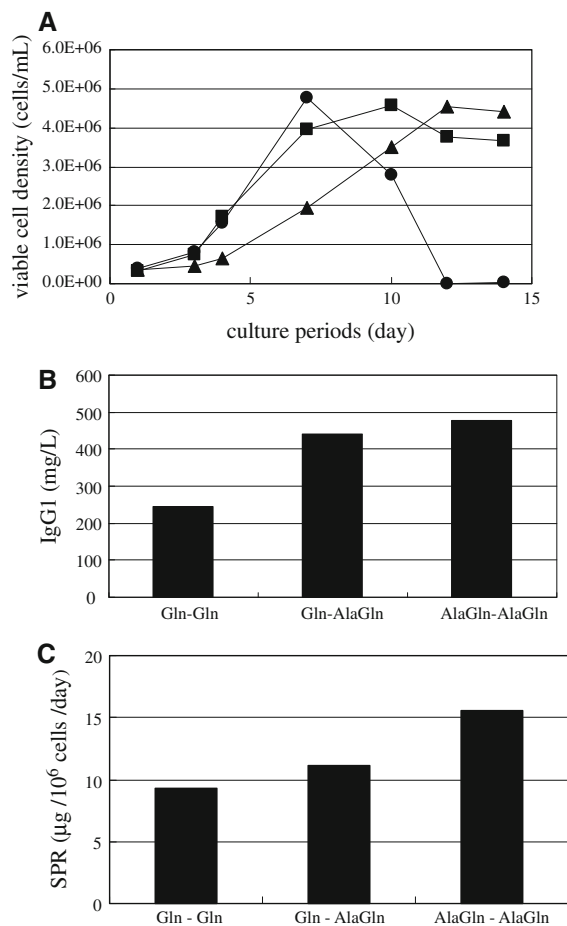 A
viable cell density (cells/mL)
6.0E+06
5.0E+06
4.0E+06
3.0E+06
2.0E+06
1.0E+06
0.0E+00
0 5 10 15
culture periods (day)
B
IgG1 (mg/L)
600
500
400
300
200
100
0
Gln-Gln Gln-AlaGln AlaGln-AlaGln
C
SPR (µg /10⁶ cells /day)
20
15
10
5
0
Gln - Gln Gln - AlaGln AlaGln - AlaGln